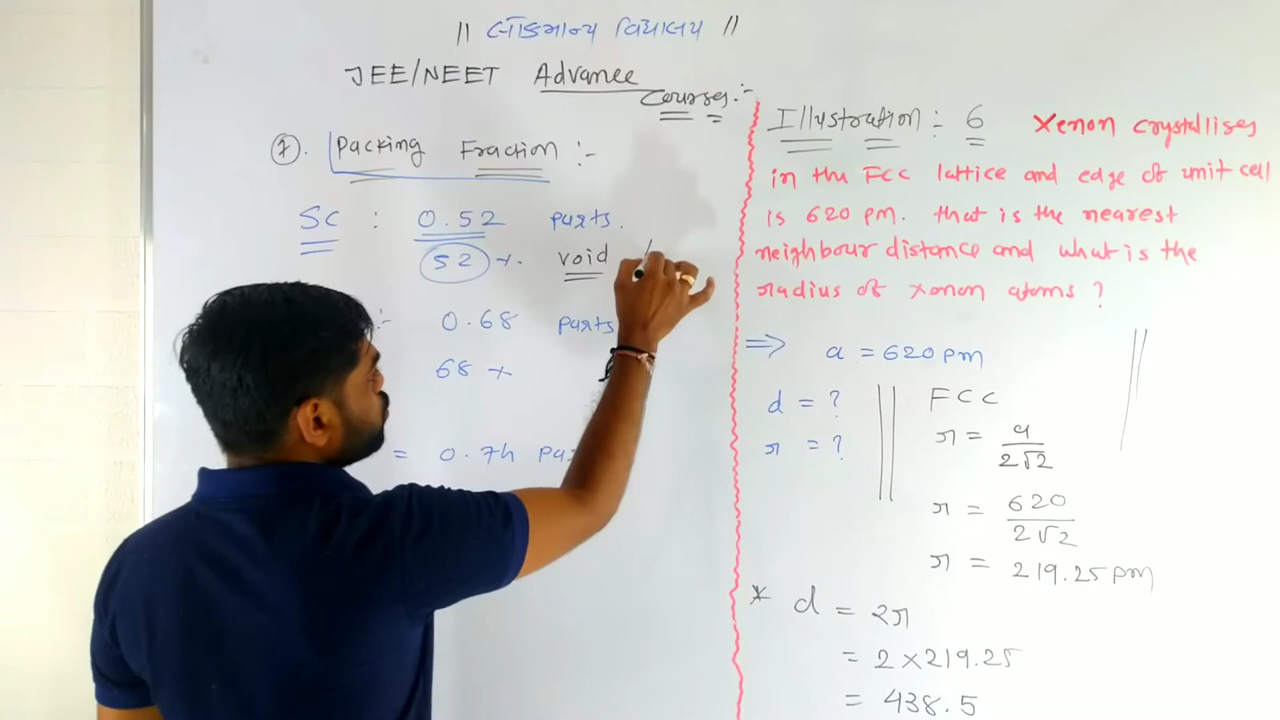 || લોકમાન્ય વિદ્યાલય ||
JEE/NEET Advance
Courses:-
7. Packing Fraction :-
SC : 0.52 parts.
52 %. void
:- 0.68 parts
68 %
= 0.74
Illustration :- 6 Xenon crystallises
in the FCC lattice and edge of unit cell
is 620 pm. that is the nearest
neighbour distance and what is the
radius of xenon atoms ?
⇒ a = 620 pm
d = ?
r = ?
FCC
r = a/2√2
r = 620/2√2
r = 219.25 pm
* d = 2r
= 2 × 219.25
= 438.5